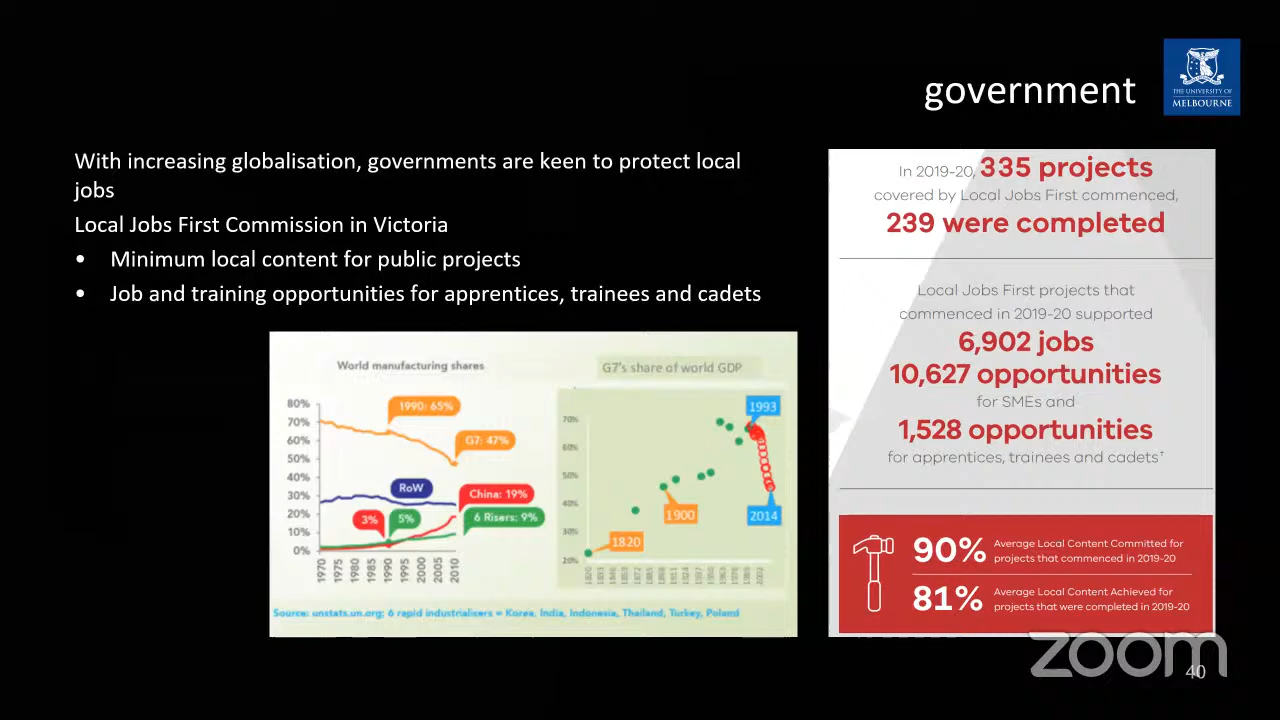 government
THE UNIVERSITY OF
MELBOURNE
With increasing globalisation, governments are keen to protect local
jobs
Local Jobs First Commission in Victoria
• Minimum local content for public projects
• Job and training opportunities for apprentices, trainees and cadets
World manufacturing shares
80%
70%
60%
50%
40%
30%
20%
10%
0%
1990: 65%
G7: 47%
RoW
China: 19%
3%
5%
6 Risers: 9%
1970
1975
1980
1985
1990
1995
2000
2005
2010
G7's share of world GDP
70%
60%
50%
40%
30%
20%
1993
1900
2014
1820
Source: unstats.un.org; 6 rapid industrialisers = Korea, India, Indonesia, Thailand, Turkey, Poland
In 2019-20, 335 projects
covered by Local Jobs First commenced,
239 were completed
Local Jobs First projects that
commenced in 2019-20 supported
6,902 jobs
10,627 opportunities
for SMEs and
1,528 opportunities
for apprentices, trainees and cadets†
90% Average Local Content Committed for
projects that commenced in 2019-20
81% Average Local Content Achieved for
projects that were completed in 2019-20
zoom
40